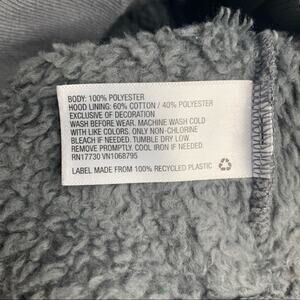 BODY: 100% POLYESTER
HOOD LINING: 60% COTTON / 40% POLYESTER
EXCLUSIVE OF DECORATION
WASH BEFORE WEAR. MACHINE WASH COLD
WITH LIKE COLORS. ONLY NON-CHLORINE
BLEACH IF NEEDED. TUMBLE DRY LOW.
REMOVE PROMPTLY. COOL IRON IF NEEDED.
RN17730 VN1068795
LABEL MADE FROM 100% RECYCLED PLASTIC